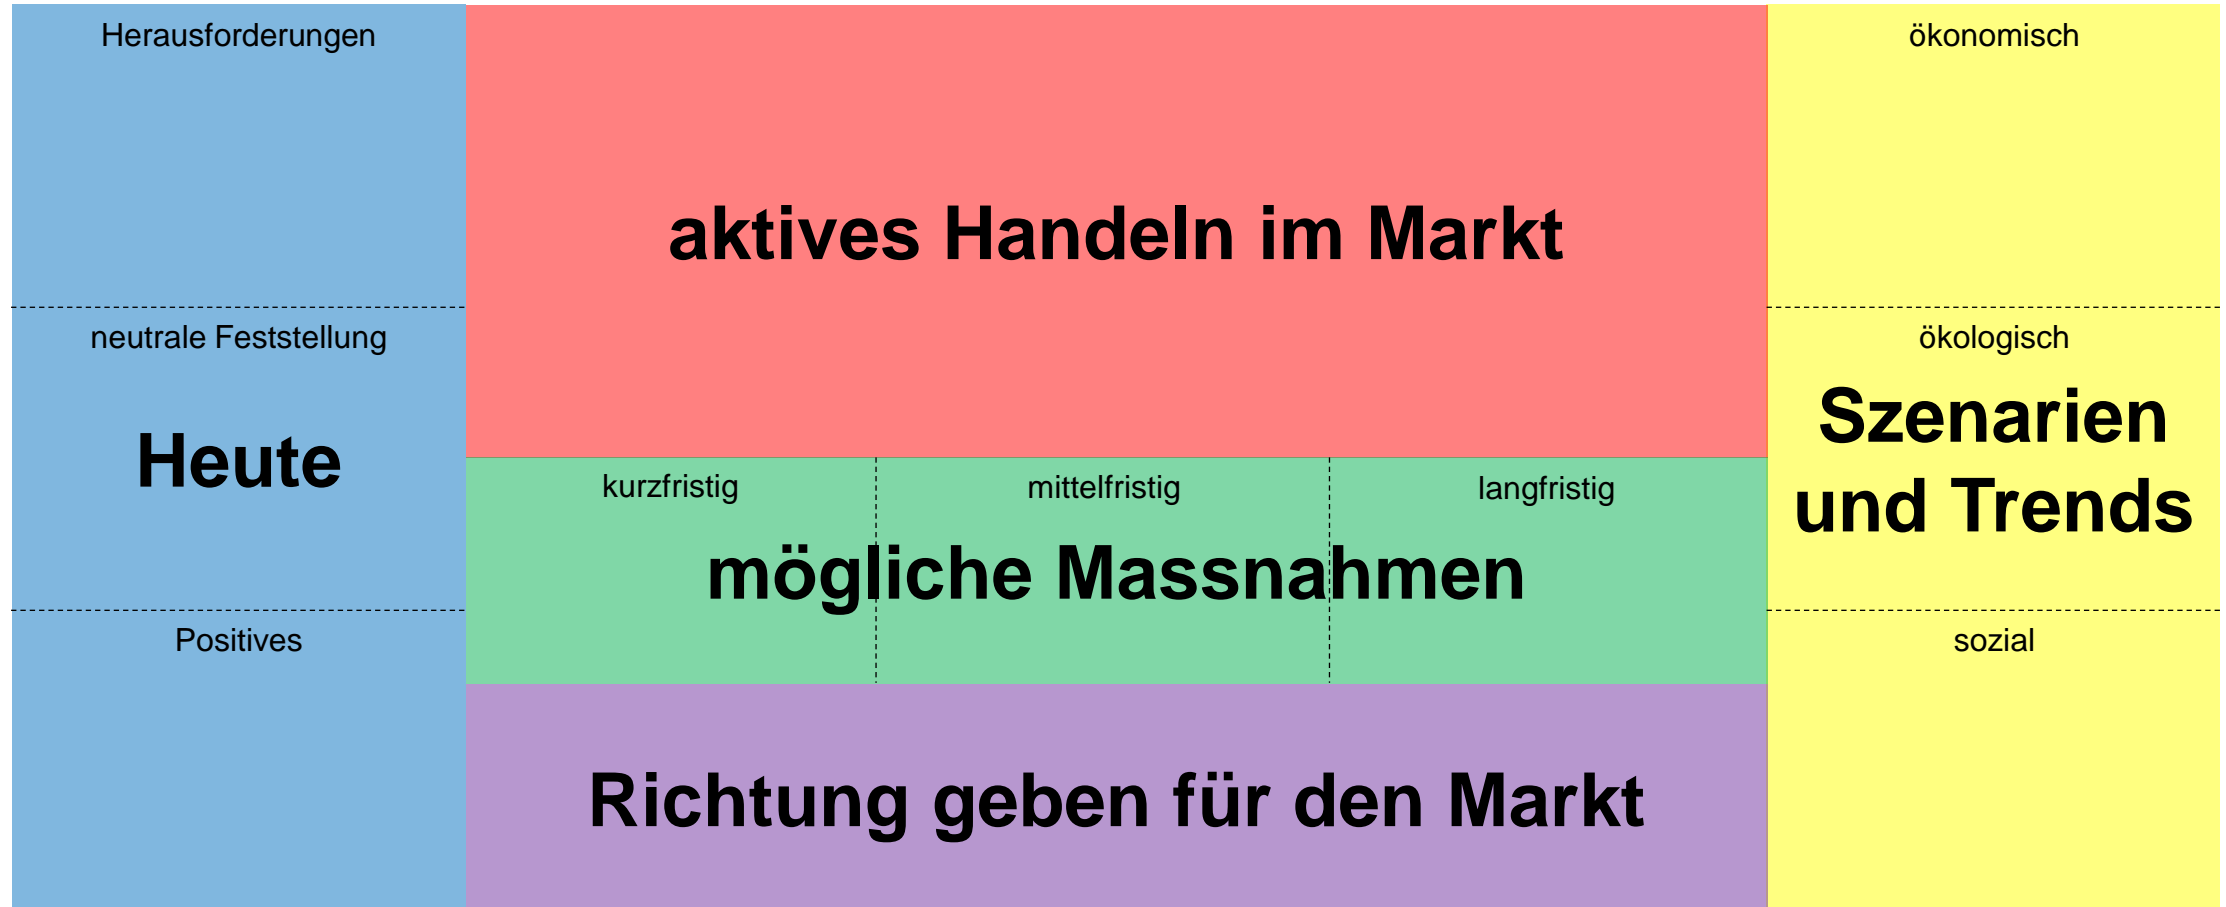 Herausforderungen
neutrale Feststellung
Heute
Positives
aktives Handeln im Markt
kurzfristig
mittelfristig
langfristig
mögliche Massnahmen
Richtung geben für den Markt
ökonomisch
ökologisch
Szenarien
und Trends
sozial